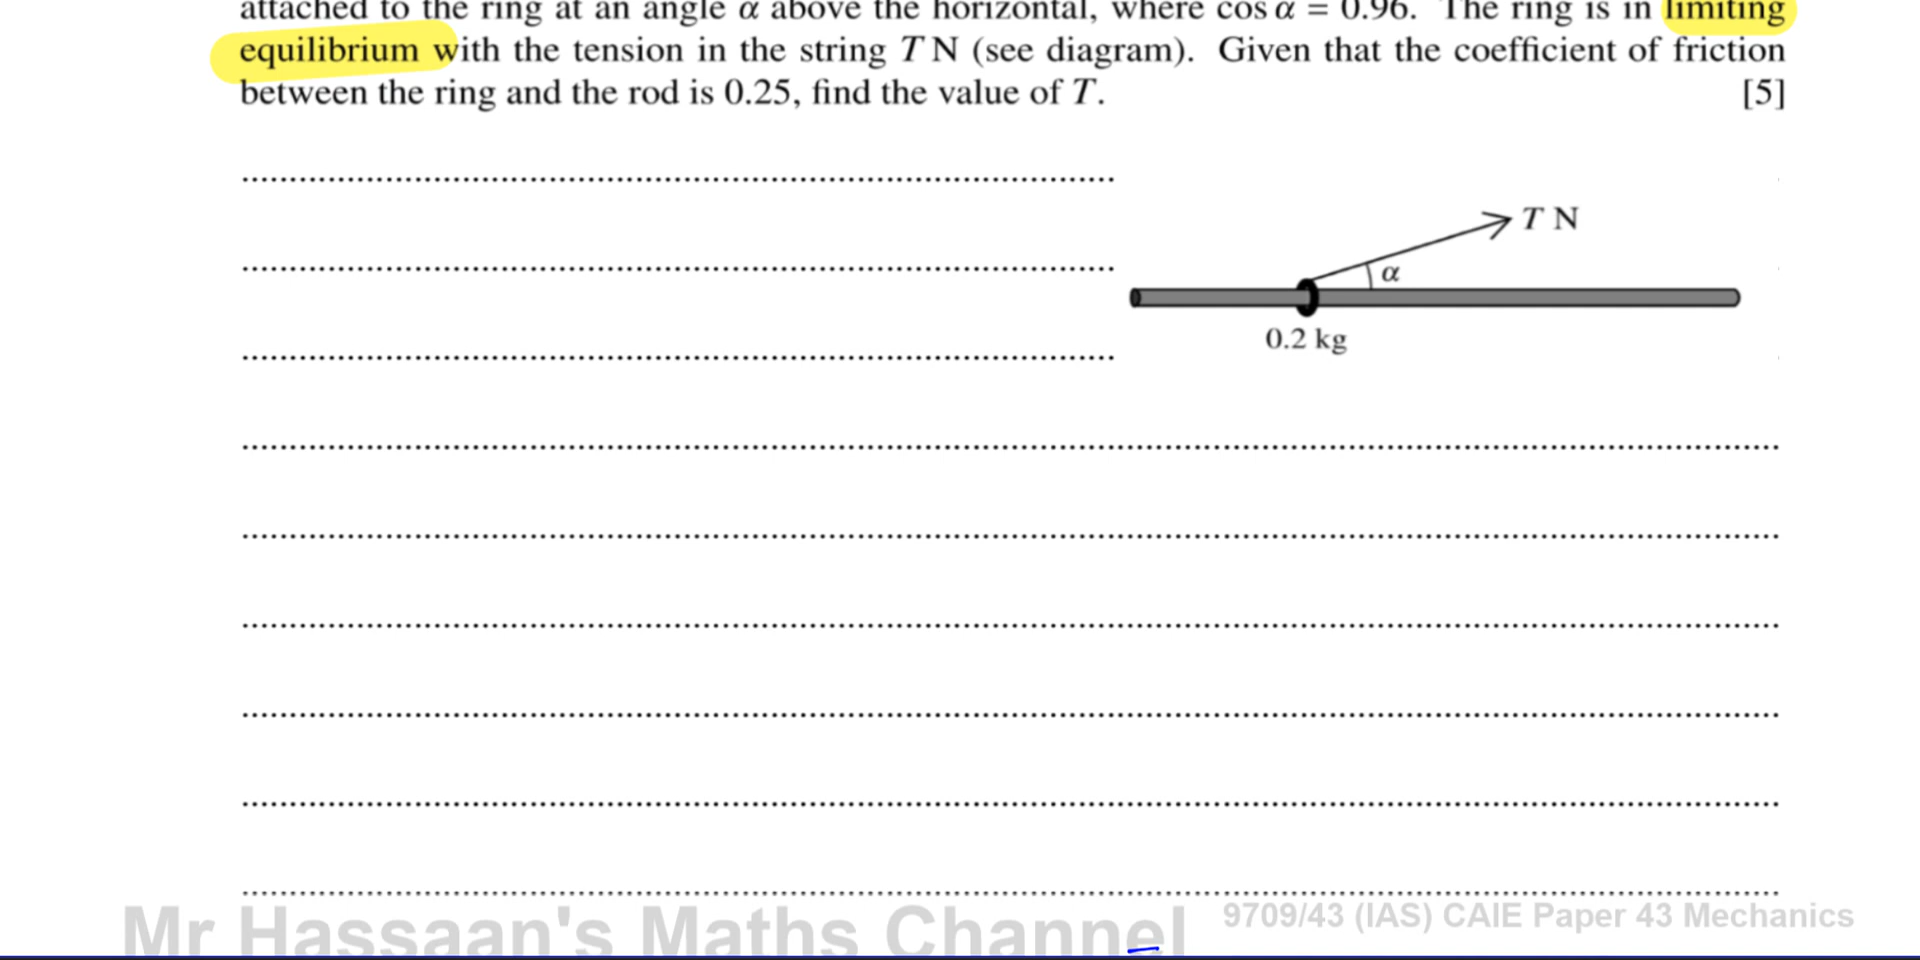 attached to the ring at an angle α above the horizontal, where cos α = 0.96. The ring is in limiting
equilibrium with the tension in the string T N (see diagram). Given that the coefficient of friction
between the ring and the rod is 0.25, find the value of T. [5]
T N
α
0.2 kg
Mr Hassaan's Maths Channel
9709/43 (IAS) CAIE Paper 43 Mechanics